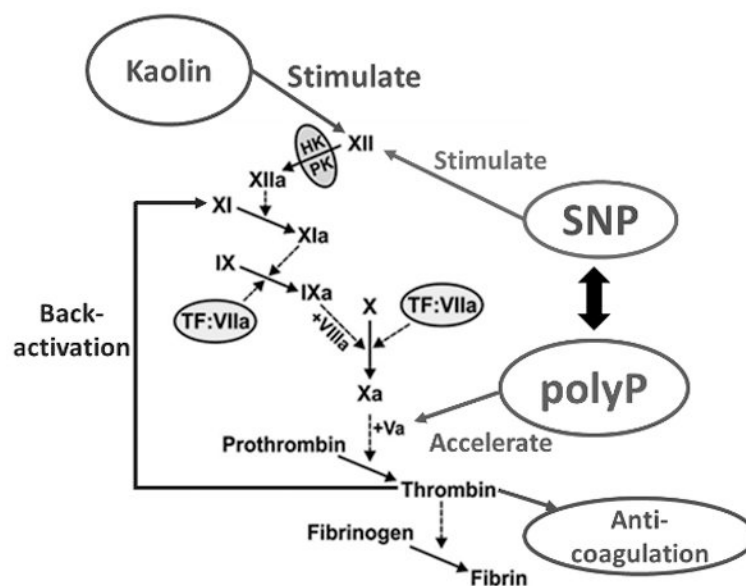 Kaolin
Stimulate
XII
HK
PK
Stimulate
XIIa
SNP
XI
XIa
IX
IXa
X
TF:VIIa
+VIIIa
TF:VIIa
Back-
activation
Xa
polyP
+Va
Accelerate
Prothrombin
Thrombin
Anti-
coagulation
Fibrinogen
Fibrin